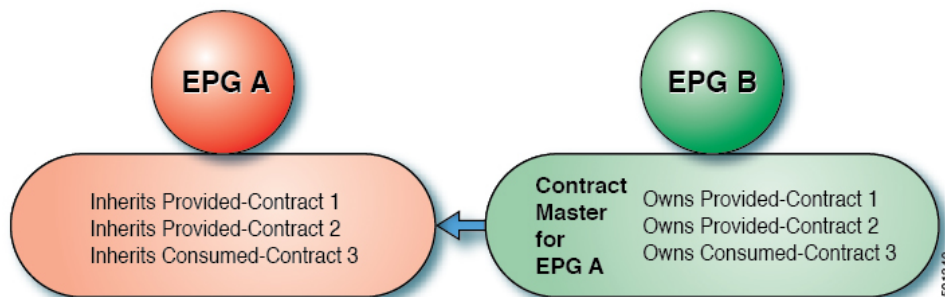 EPG A
EPG B
Inherits Provided-Contract 1
Inherits Provided-Contract 2
Inherits Consumed-Contract 3
Contract
Master
for
EPG A
Owns Provided-Contract 1
Owns Provided-Contract 2
Owns Consumed-Contract 3